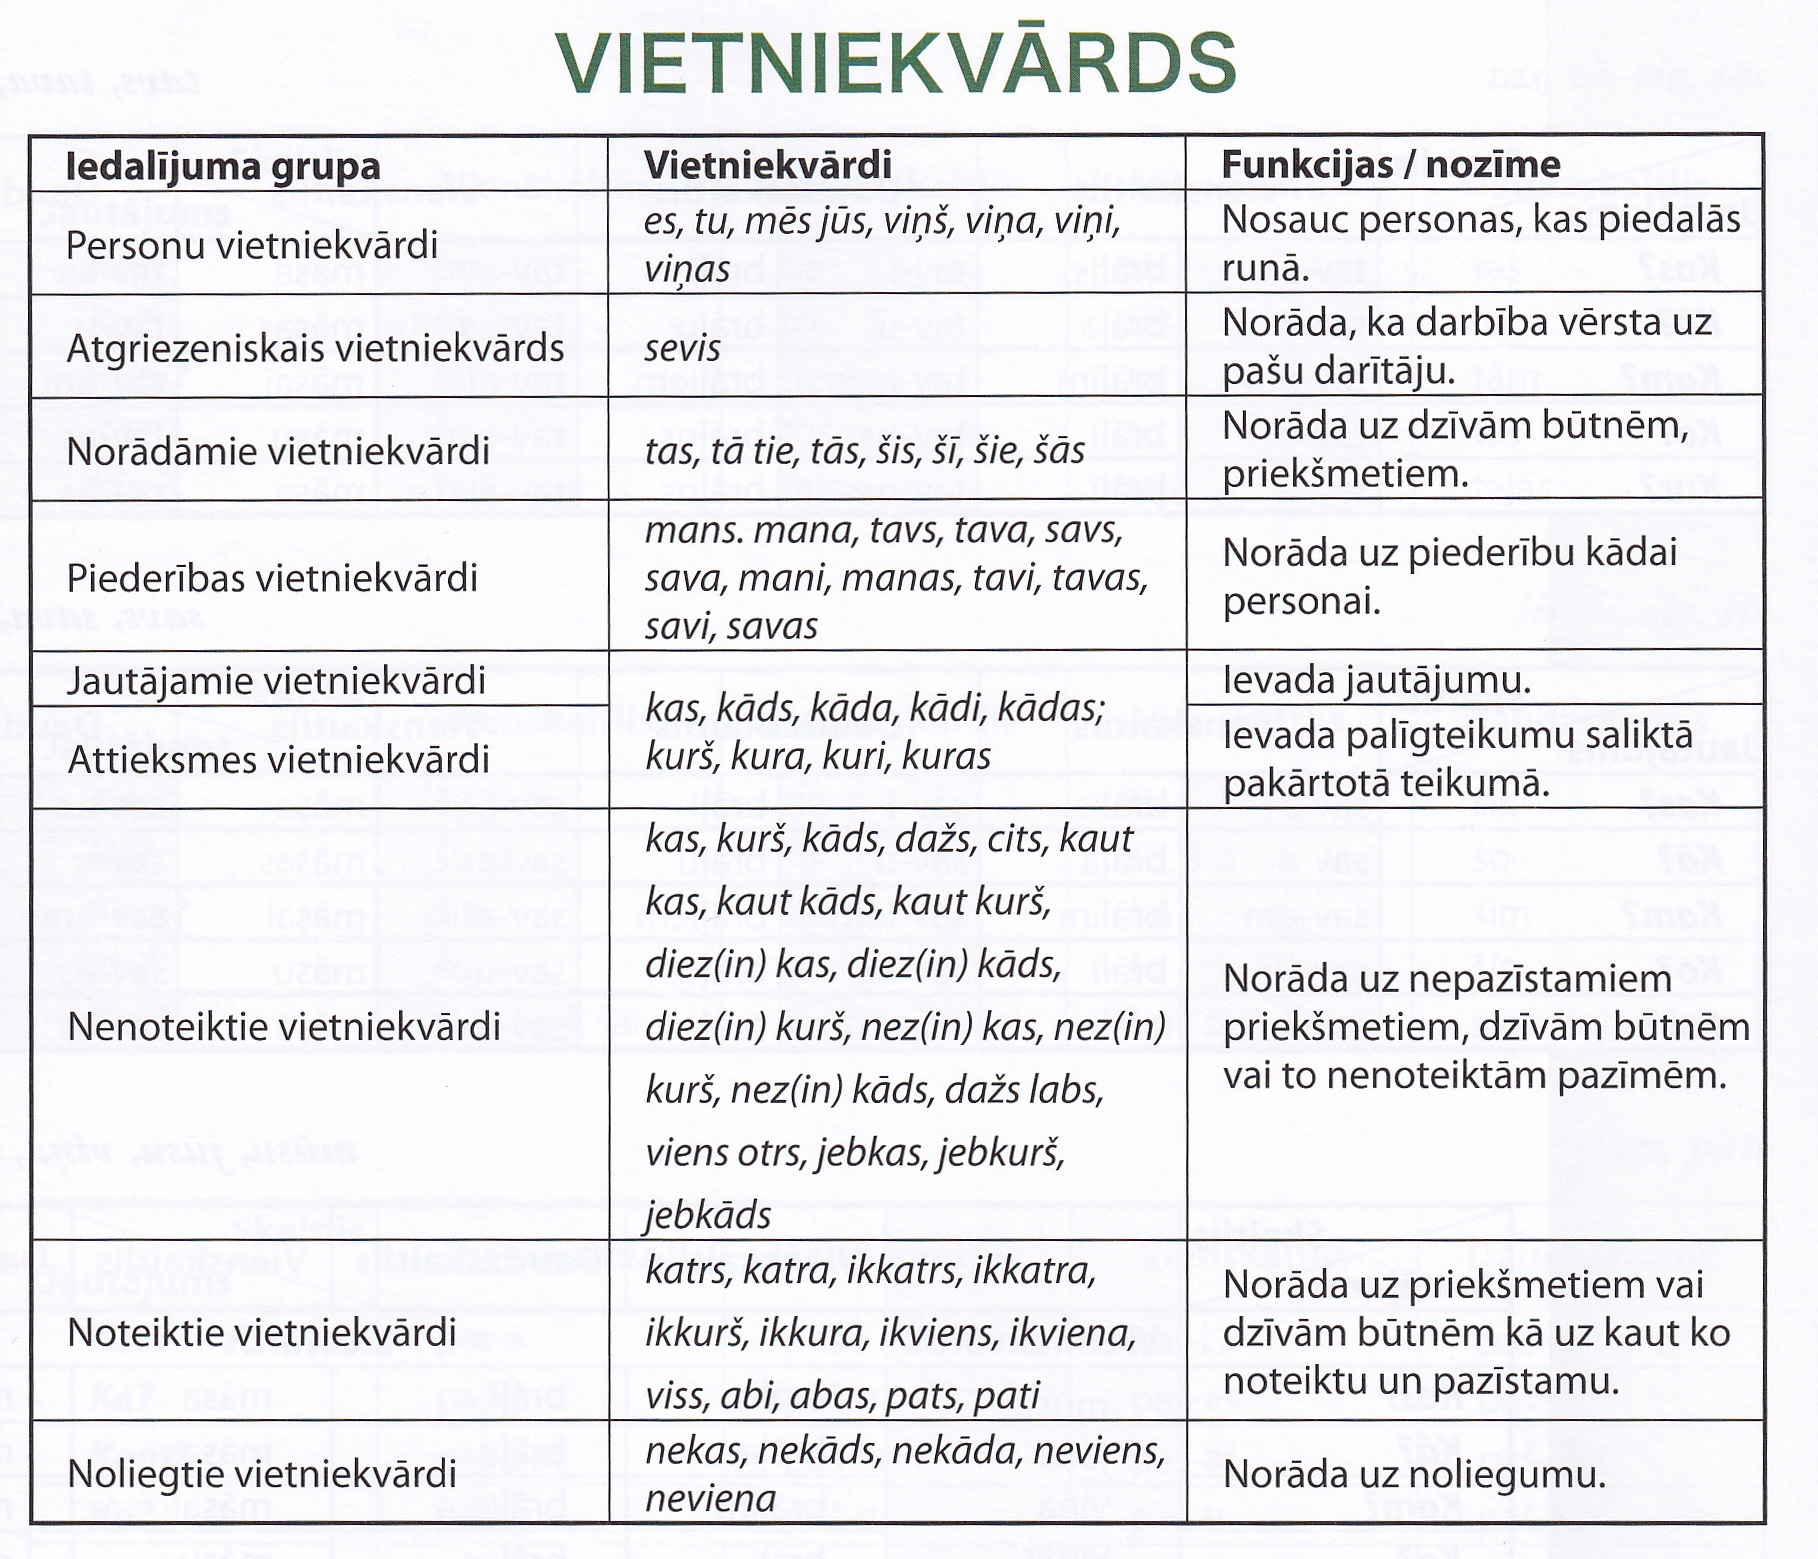 VIETNIEKVĀRDS
Iedalījuma grupa
Vietniekvārdi
Funkcijas / nozīme
Personu vietniekvārdi
es, tu, mēs jūs, viņš, viņa, viņi,
viņas
Nosauc personas, kas piedalās
runā.
Atgriezeniskais vietniekvārds
sevis
Norāda, ka darbība vērsta uz
pašu darītāju.
Norādāmie vietniekvārdi
tas, tā tie, tās, šis, šī, šie, šās
Norāda uz dzīvām būtnēm,
priekšmetiem.
Piederības vietniekvārdi
mans. mana, tavs, tava, savs,
sava, mani, manas, tavi, tavas,
savi, savas
Norāda uz piederību kādai
personai.
Jautājamie vietniekvārdi
Attieksmes vietniekvārdi
kas, kāds, kāda, kādi, kādas;
kurš, kura, kuri, kuras
Ievada jautājumu.
Ievada palīgteikumu saliktā
pakārtotā teikumā.
Nenoteiktie vietniekvārdi
kas, kurš, kāds, dažs, cits, kaut
kas, kaut kāds, kaut kurš,
diez(in) kas, diez(in) kāds,
diez(in) kurš, nez(in) kas, nez(in)
kurš, nez(in) kāds, dažs labs,
viens otrs, jebkas, jebkurš,
jebkāds
Norāda uz nepazīstamiem
priekšmetiem, dzīvām būtnēm
vai to nenoteiktām pazīmēm.
Noteiktie vietniekvārdi
katrs, katra, ikkatrs, ikkatra,
ikkurš, ikkura, ikviens, ikviena,
viss, abi, abas, pats, pati
Norāda uz priekšmetiem vai
dzīvām būtnēm kā uz kaut ko
noteiktu un pazīstamu.
Noliegtie vietniekvārdi
nekas, nekāds, nekāda, neviens,
neviena
Norāda uz noliegumu.